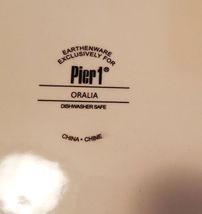 EARTHENWARE
EXCLUSIVELY FOR
Pier 1®
ORALIA
DISHWASHER SAFE
CHINA • CHINE